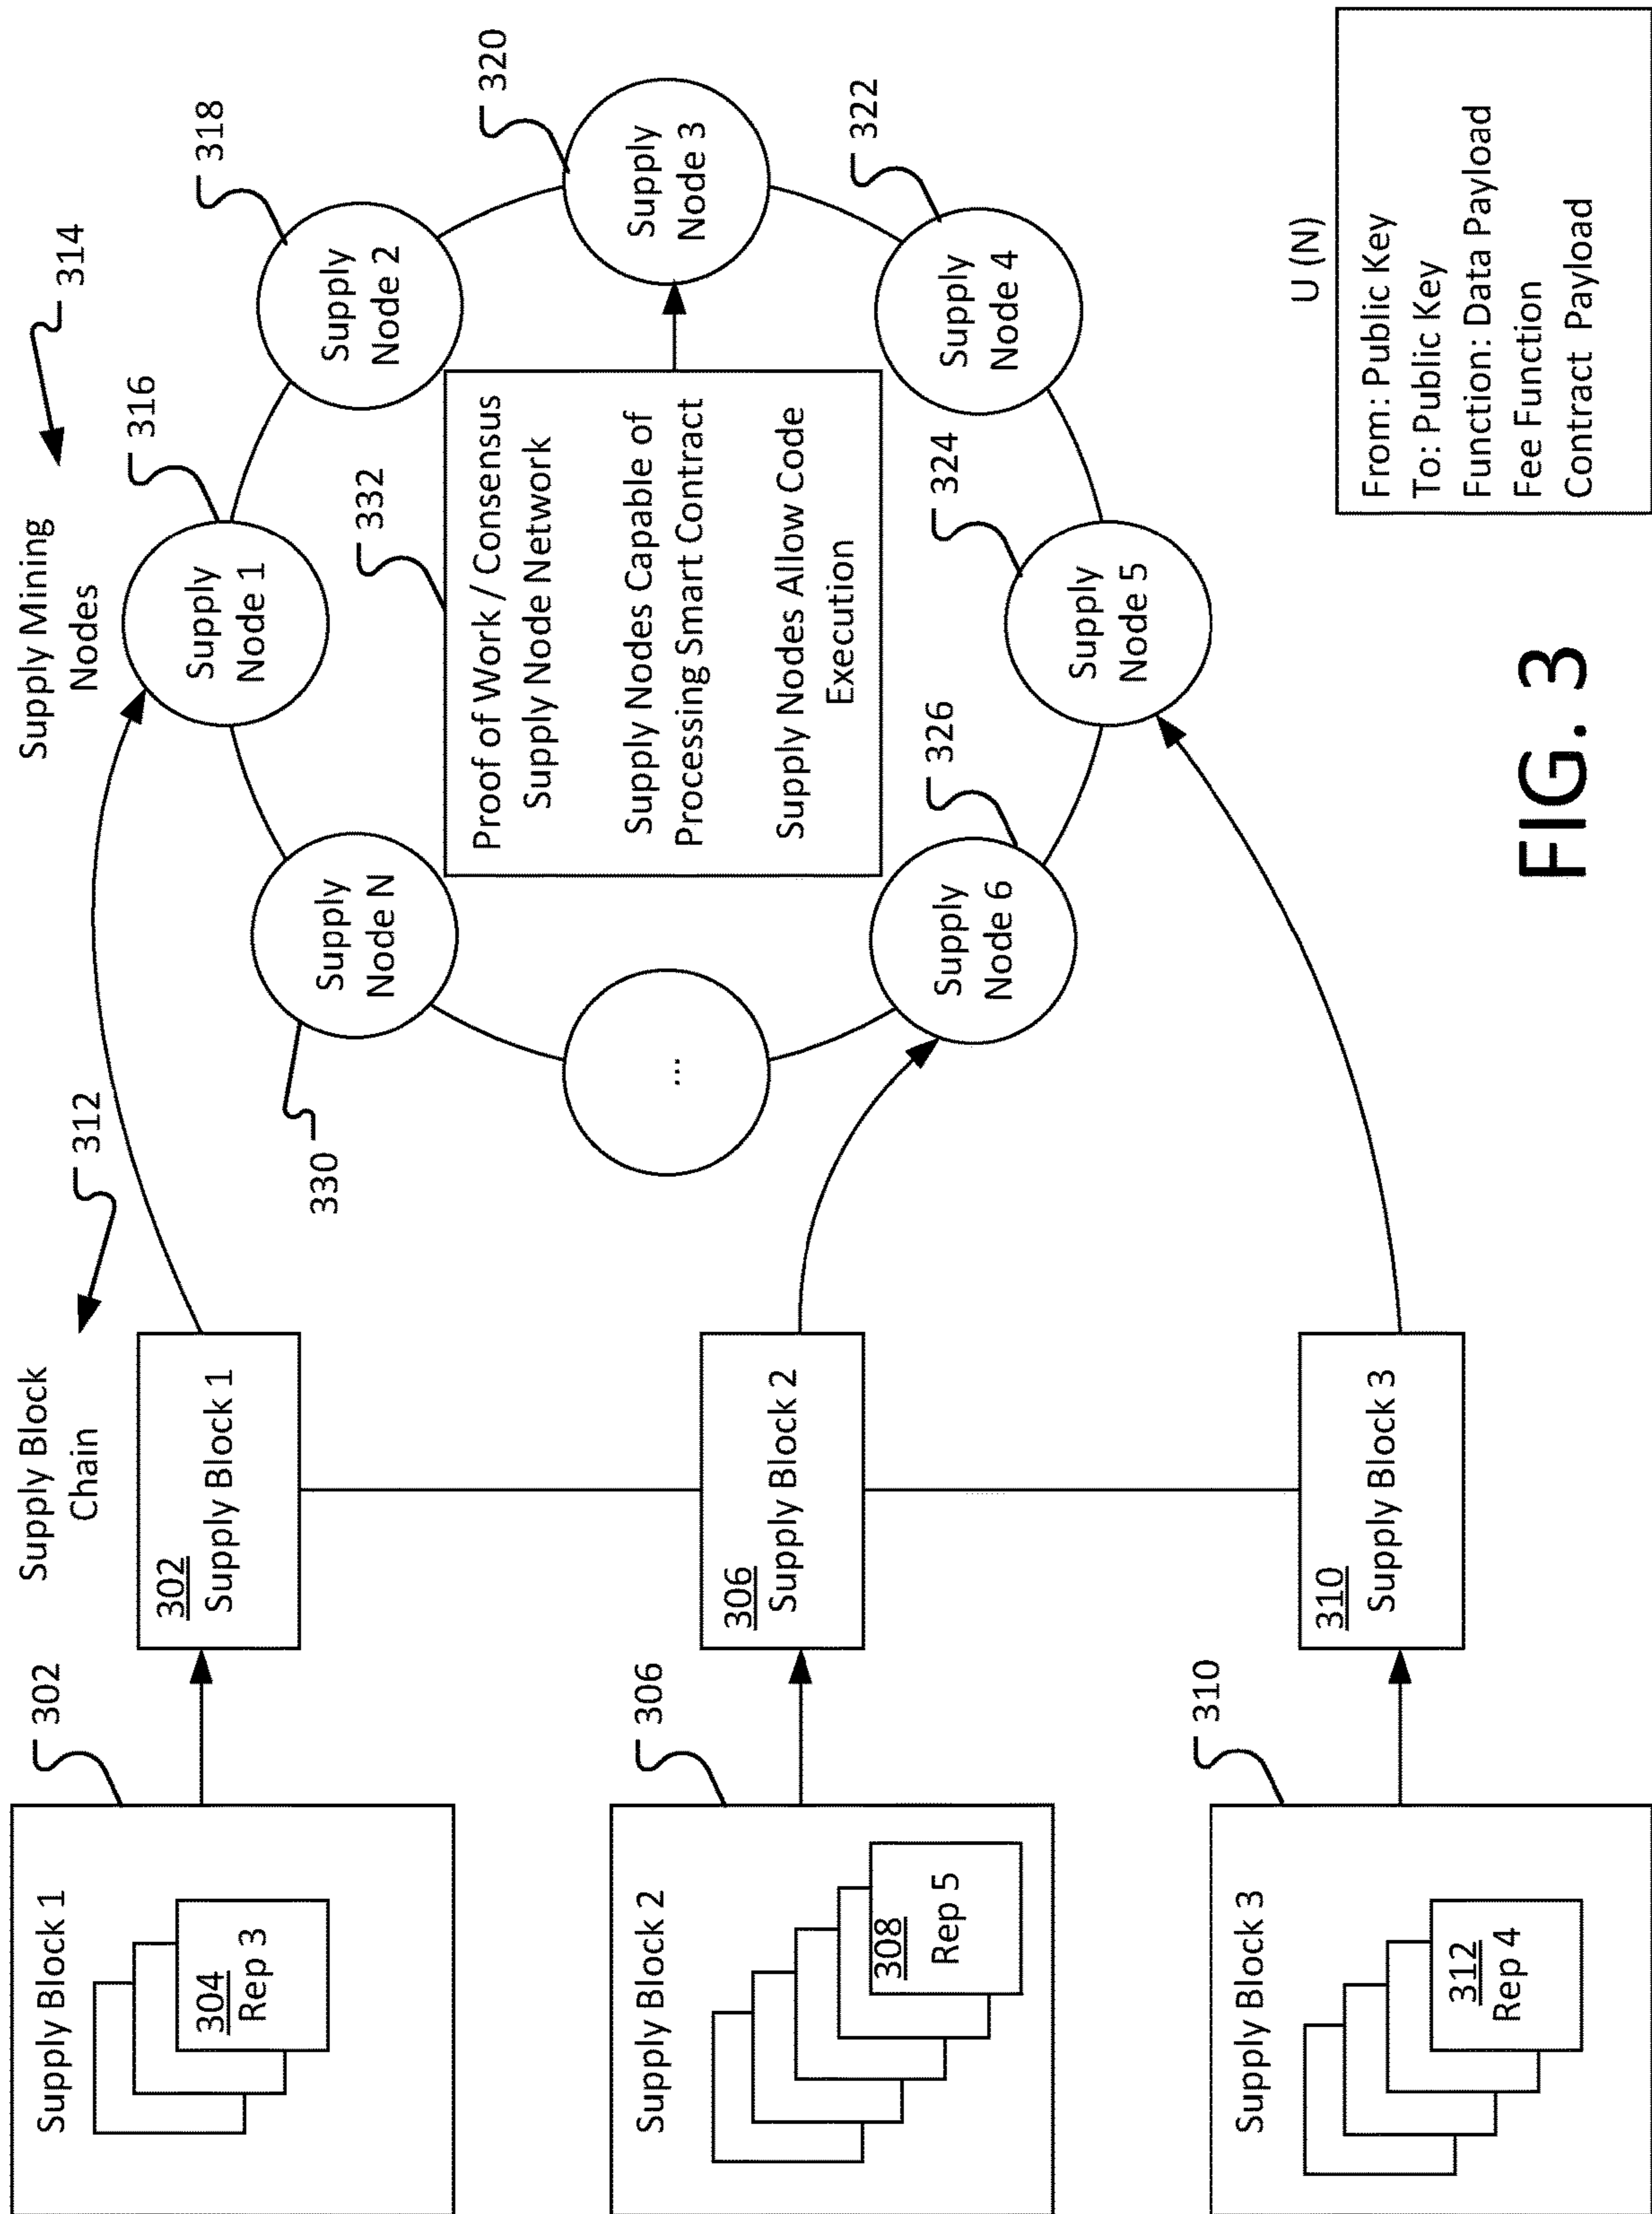 Supply Block 1
302
304
Rep 3
Supply Block 2
306
308
Rep 5
Supply Block 3
310
312
Rep 4
Supply Block
Chain
312
302
Supply Block 1
306
Supply Block 2
310
Supply Block 3
Supply Mining
Nodes
314
Supply
Node 1
316
Supply
Node 2
318
Supply
Node 3
320
Supply
Node 4
322
Supply
Node 5
324
Supply
Node 6
326
...
Supply
Node N
330
332
Proof of Work / Consensus
Supply Node Network
Supply Nodes Capable of
Processing Smart Contract
Supply Nodes Allow Code
Execution
U (N)
From: Public Key
To: Public Key
Function: Data Payload
Fee Function
Contract Payload
FIG. 3